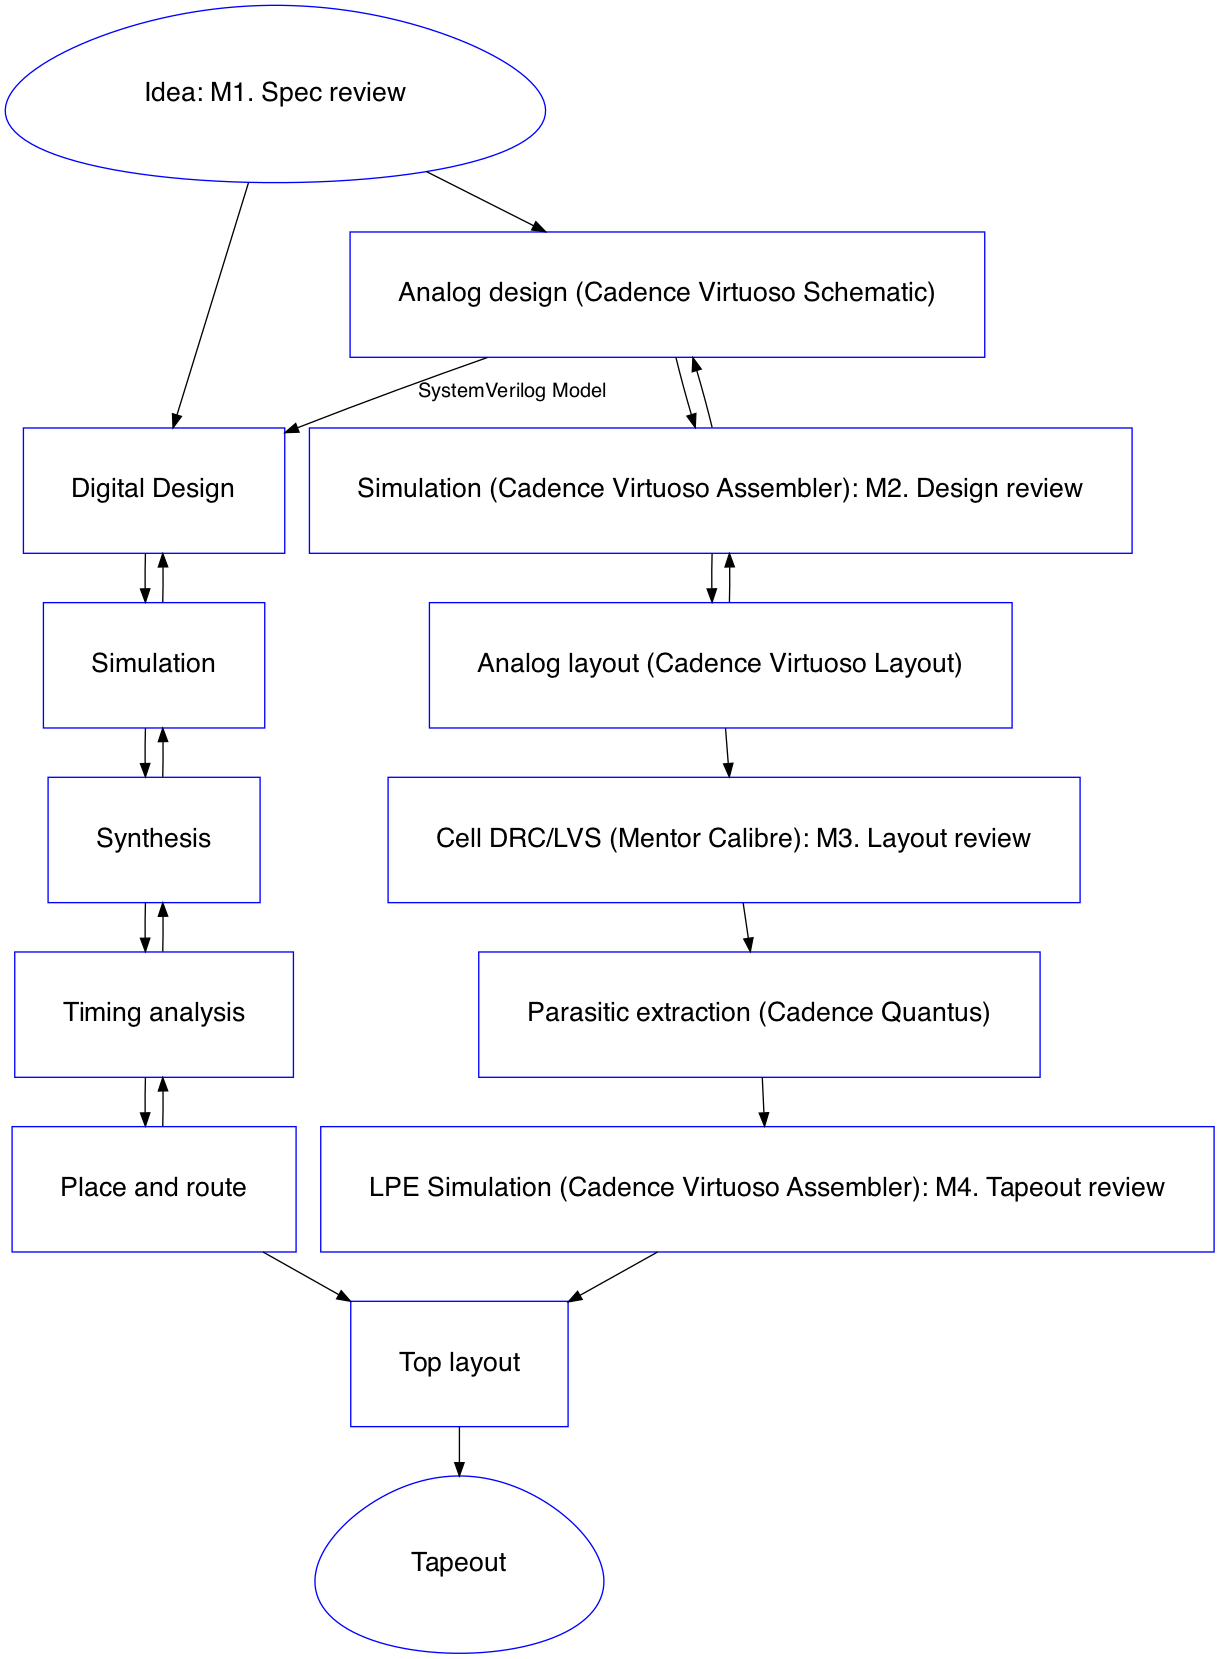 Idea: M1. Spec review
Analog design (Cadence Virtuoso Schematic)
SystemVerilog Model
Digital Design
Simulation (Cadence Virtuoso Assembler): M2. Design review
Simulation
Analog layout (Cadence Virtuoso Layout)
Synthesis
Cell DRC/LVS (Mentor Calibre): M3. Layout review
Timing analysis
Parasitic extraction (Cadence Quantus)
Place and route
LPE Simulation (Cadence Virtuoso Assembler): M4. Tapeout review
Top layout
Tapeout